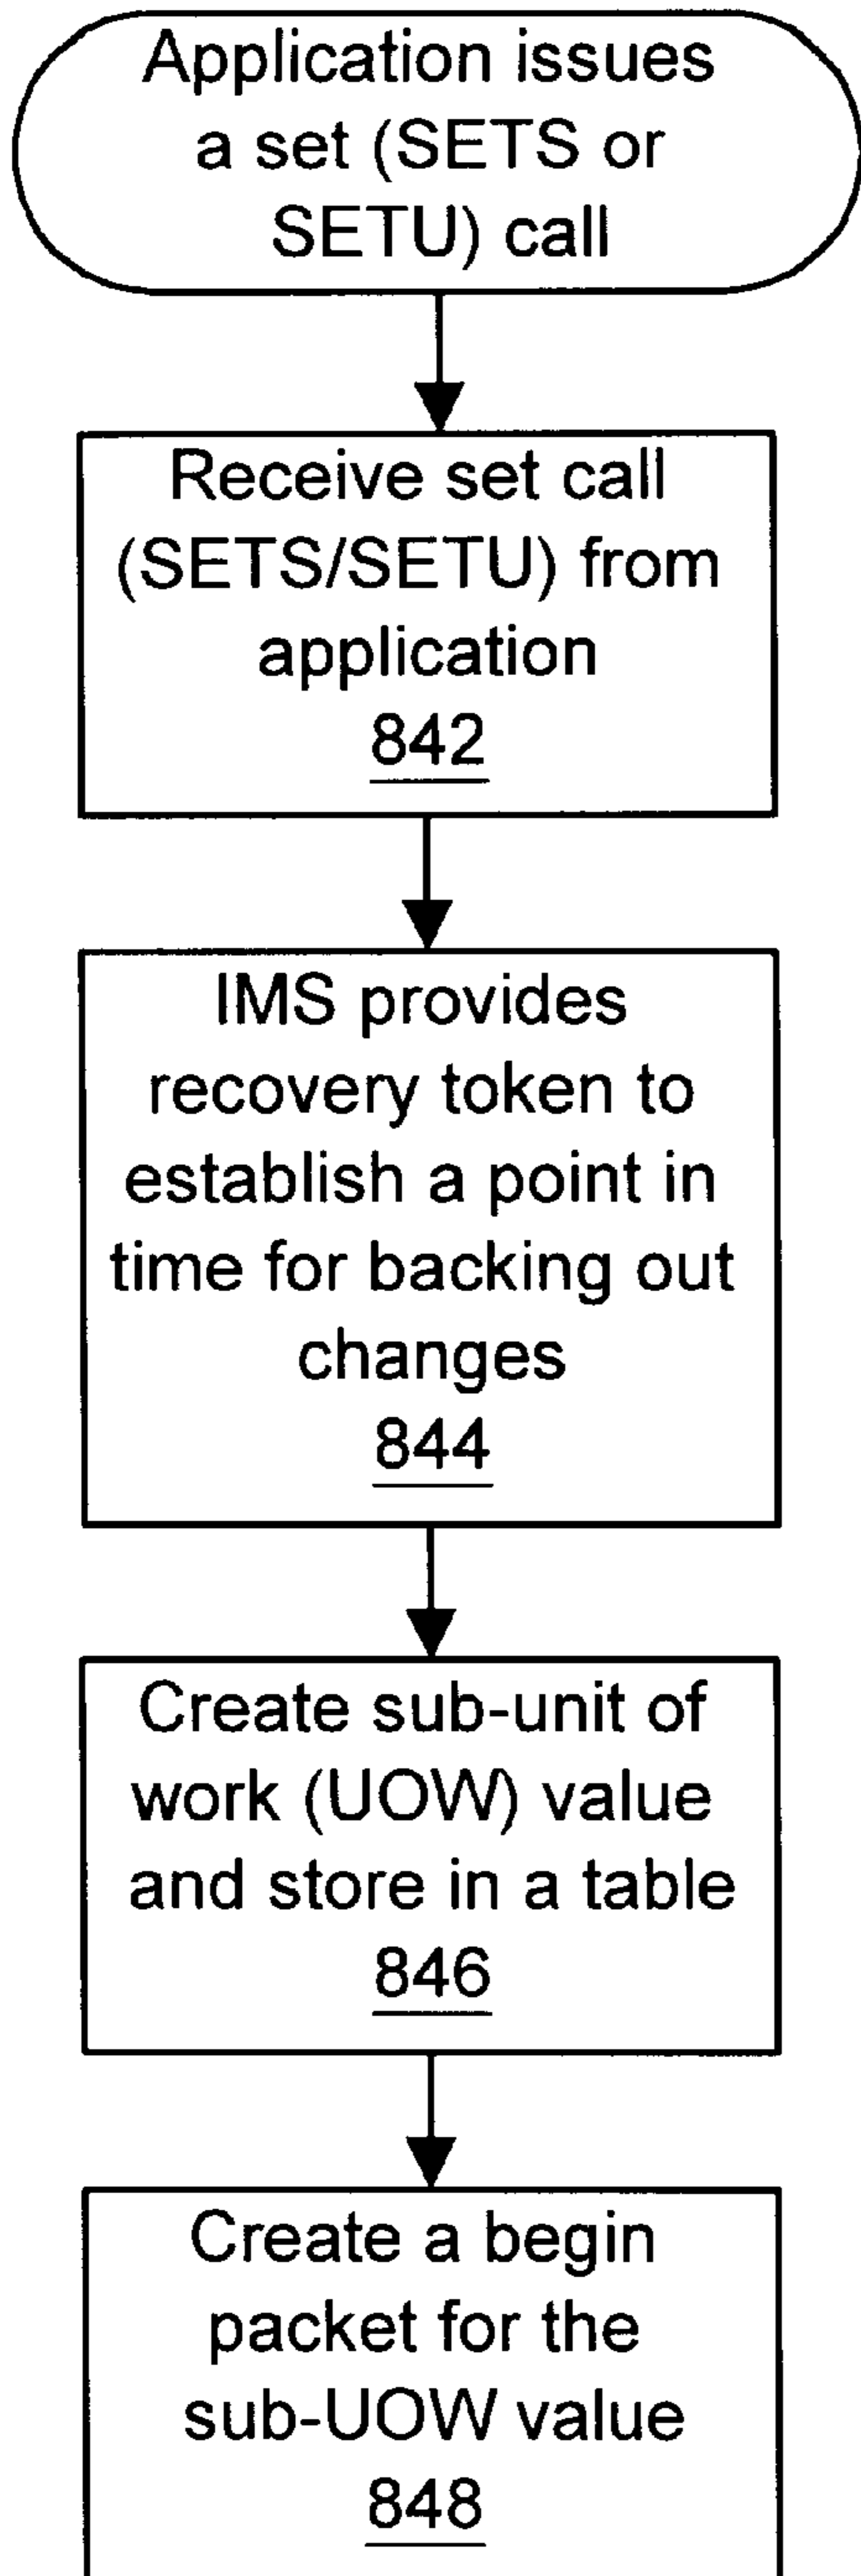 Application issues
a set (SETS or
SETU) call
Receive set call
(SETS/SETU) from
application
842
IMS provides
recovery token to
establish a point in
time for backing out
changes
844
Create sub-unit of
work (UOW) value
and store in a table
846
Create a begin
packet for the
sub-UOW value
848